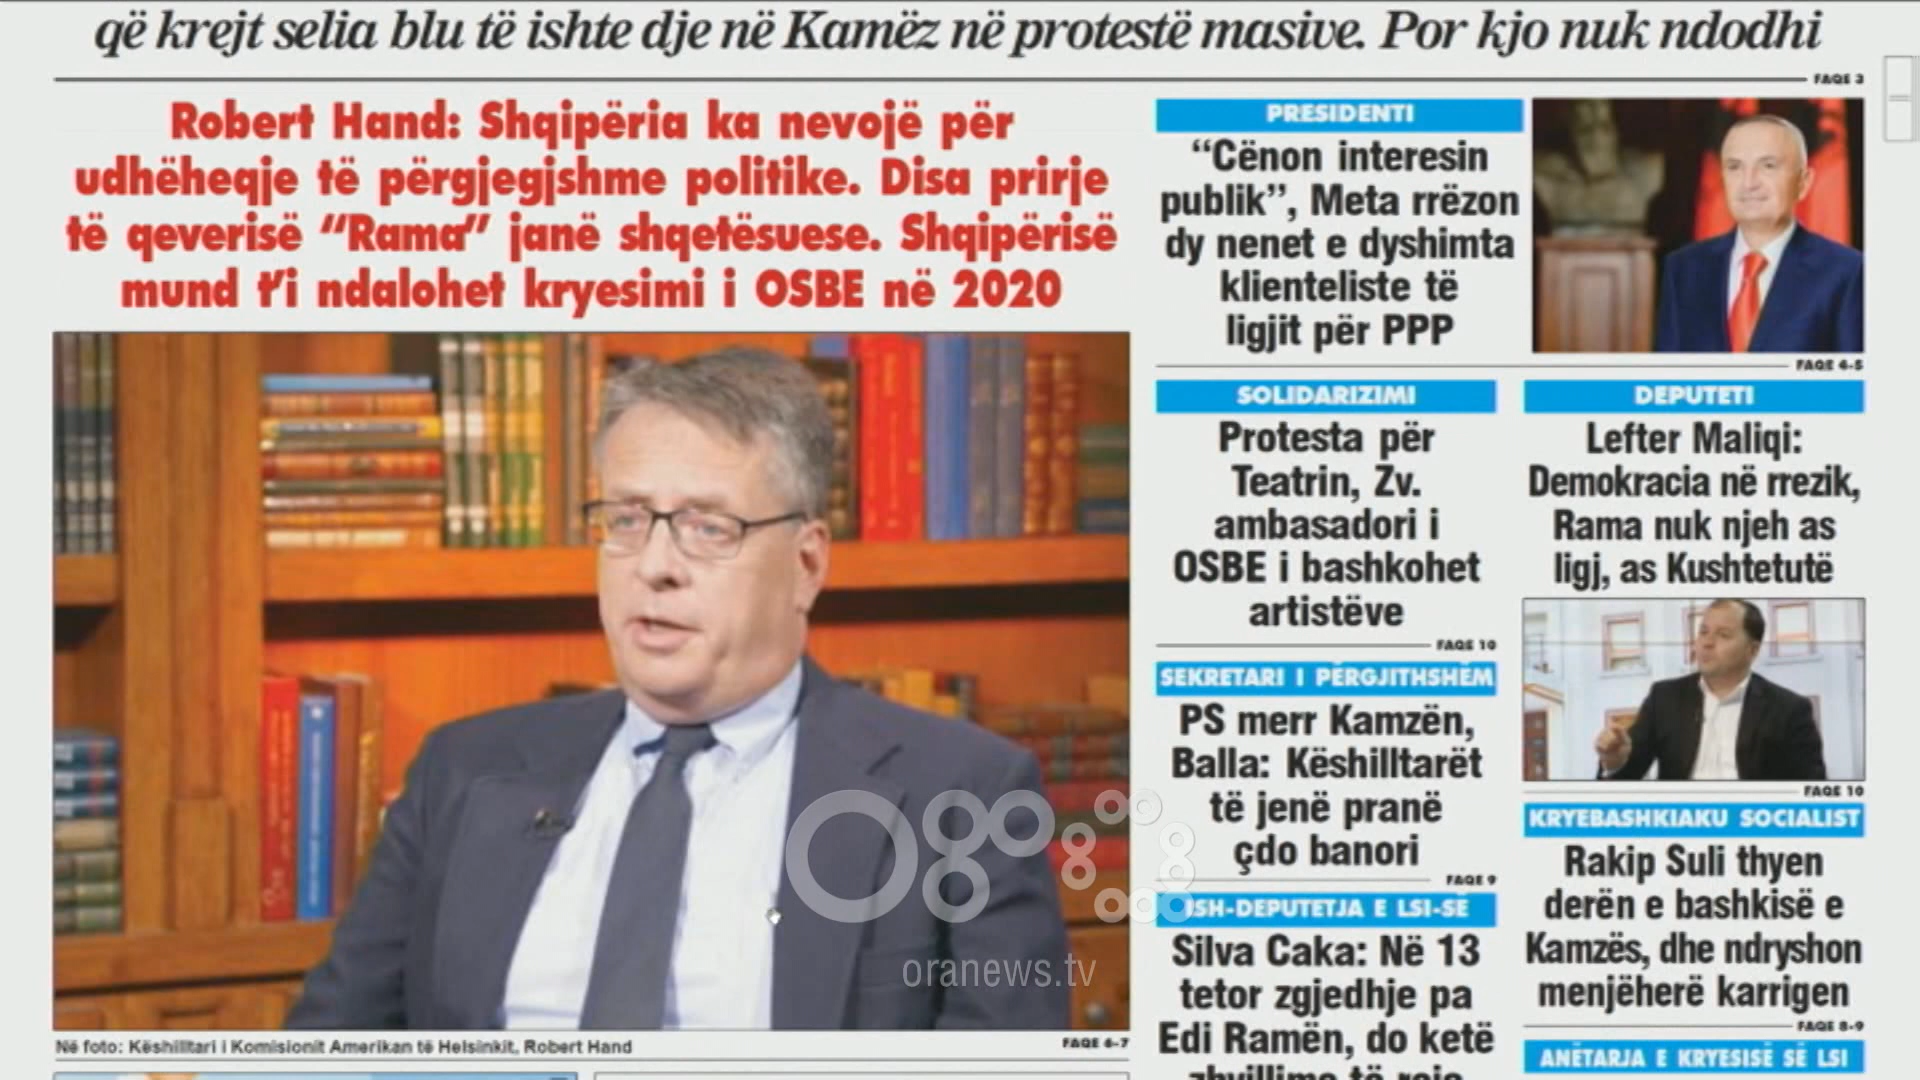 që krejt selia blu të ishte dje në Kamëz në protestë masive. Por kjo nuk ndodhi
FAQE 3
Robert Hand: Shqipëria ka nevojë për
udhëheqje të përgjegjshme politike. Disa prirje
të qeverisë “Rama” janë shqetësuese. Shqipërisë
mund t’i ndalohet kryesimi i OSBE në 2020
Në foto: Këshilltari i Komisionit Amerikan të Helsinkit, Robert Hand
FAQE 6-7
PRESIDENTI
“Cënon interesin
publik”, Meta rrëzon
dy nenet e dyshimta
klienteliste të
ligjit për PPP
FAQE 4-5
SOLIDARIZIMI
Protesta për
Teatrin, Zv.
ambasadori i
OSBE i bashkohet
artistëve
FAQE 10
SEKRETARI I PËRGJITHSHËM
PS merr Kamzën,
Balla: Këshilltarët
të jenë pranë
çdo banori
FAQE 9
ISH-DEPUTETJA E LSI-SË
Silva Caka: Në 13
tetor zgjedhje pa
Edi Ramën, do ketë
zhvillime të reja
DEPUTETI
Lefter Maliqi:
Demokracia në rrezik,
Rama nuk njeh as
ligj, as Kushtetutë
FAQE 10
KRYEBASHKIAKU SOCIALIST
Rakip Suli thyen
derën e bashkisë e
Kamzës, dhe ndryshon
menjëherë karrigen
FAQE 8-9
ANËTARJA E KRYESISË SË LSI
oranews.tv